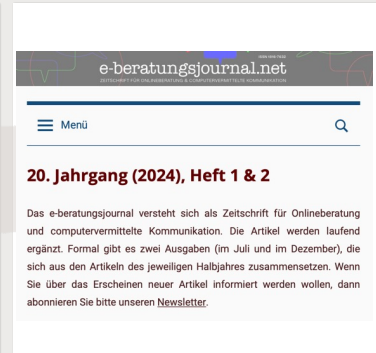 e-beratungsjournal.net
ZEITSCHRIFT FÜR ONLINEBERATUNG & COMPUTERVERMITTELTE KOMMUNIKATION
Menü
20. Jahrgang (2024), Heft 1 & 2
Das e-beratungsjournal versteht sich als Zeitschrift für Onlineberatung
und computervermittelte Kommunikation. Die Artikel werden laufend
ergänzt. Formal gibt es zwei Ausgaben (im Juli und im Dezember), die
sich aus den Artikeln des jeweiligen Halbjahres zusammensetzen. Wenn
Sie über das Erscheinen neuer Artikel informiert werden wollen, dann
abonnieren Sie bitte unseren Newsletter.